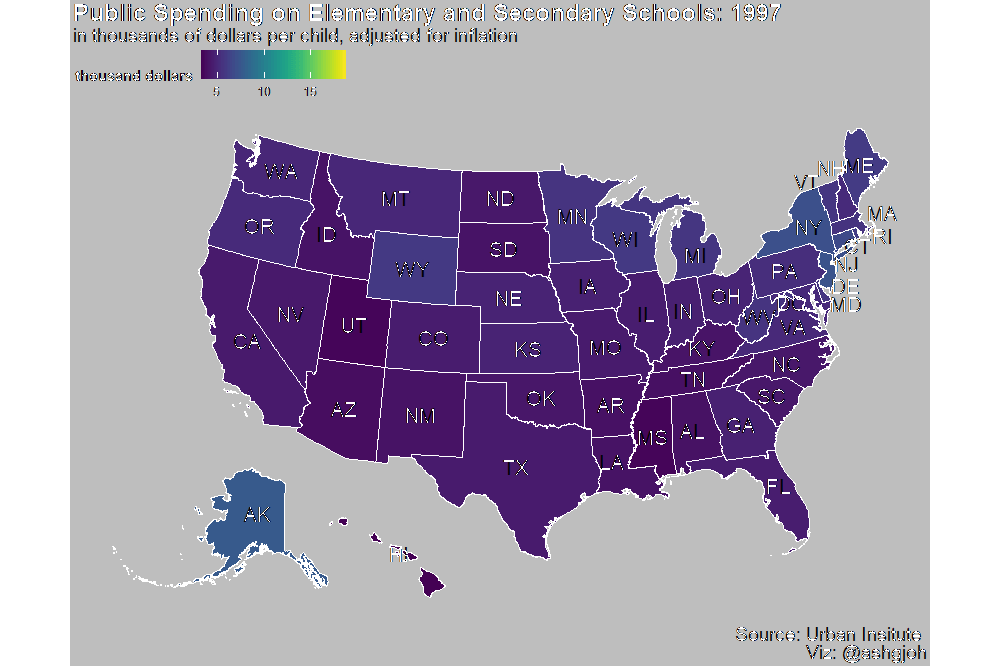 Public Spending on Elementary and Secondary Schools: 1997
in thousands of dollars per child, adjusted for inflation
thousand dollars
5 10 15
WA
MT
ND
MN
WI
MI
VT
NH
ME
OR
ID
SD
WY
NY
MA
RI
CT
IA
NE
PA
NJ
OH
IN
IL
DE
MD
DC
WV
VA
NV
UT
CO
KS
MO
KY
CA
NC
TN
SC
AZ
NM
OK
AR
MS
AL
GA
TX
LA
FL
AK
HI
Source: Urban Insitute
Viz: @ashgjoh